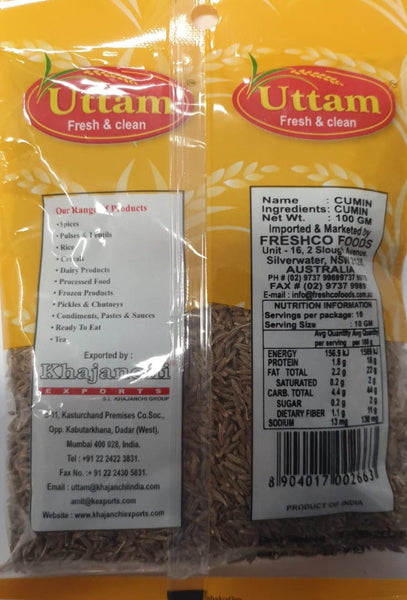 Uttam
Fresh & clean
Our Range of Products
• Spices
• Pulses & Lentils
• Rice
• Cereals
• Dairy Products
• Processed Food
• Frozen Products
• Pickles & Chutneys
• Condiments, Pastes & Sauces
• Ready To Eat
• Tea
Exported by :
Khajanchi
EXPORTS
S.L. KHAJANCHI GROUP
B-11, Kasturchand Premises Co.Soc.,
Opp. Kabutarkhana, Dadar (West),
Mumbai 400 028, India.
Tel : +91 22 2422 3831.
Fax No. :+ 91 22 2430 5831.
Email : uttam@khajanchiindia.com
amit@kexports.com
Website : www.khajanchiexports.com
Uttam
Fresh & clean
Name : CUMIN
Ingredients: CUMIN
Net Wt. : 100 GM
Imported & Marketed by
FRESHCO FOODS
Unit - 16, 2 Slough Avenue,
Silverwater, NSW
AUSTRALIA
PH # (02) 9737
FAX # (02) 9737 9989
E-mail : info@freshcofoods.com.au
NUTRITION INFORMATION
Servings per package: 10
Serving Size : 10 GM
Avg Quantity Avg Quantity
per serving per 100 g
ENERGY 156.9 kJ 1569 kJ
PROTEIN 1.8 g 18 g
FAT TOTAL 2.2 g 22 g
SATURATED 0.2 g 2 g
CARB. TOTAL 4.4 g 44 g
SUGAR 0.2 g 2 g
DIETARY FIBER 1.1 g 11 g
SODIUM 13 mg 130 mg
8 904017 002663
PRODUCT OF INDIA